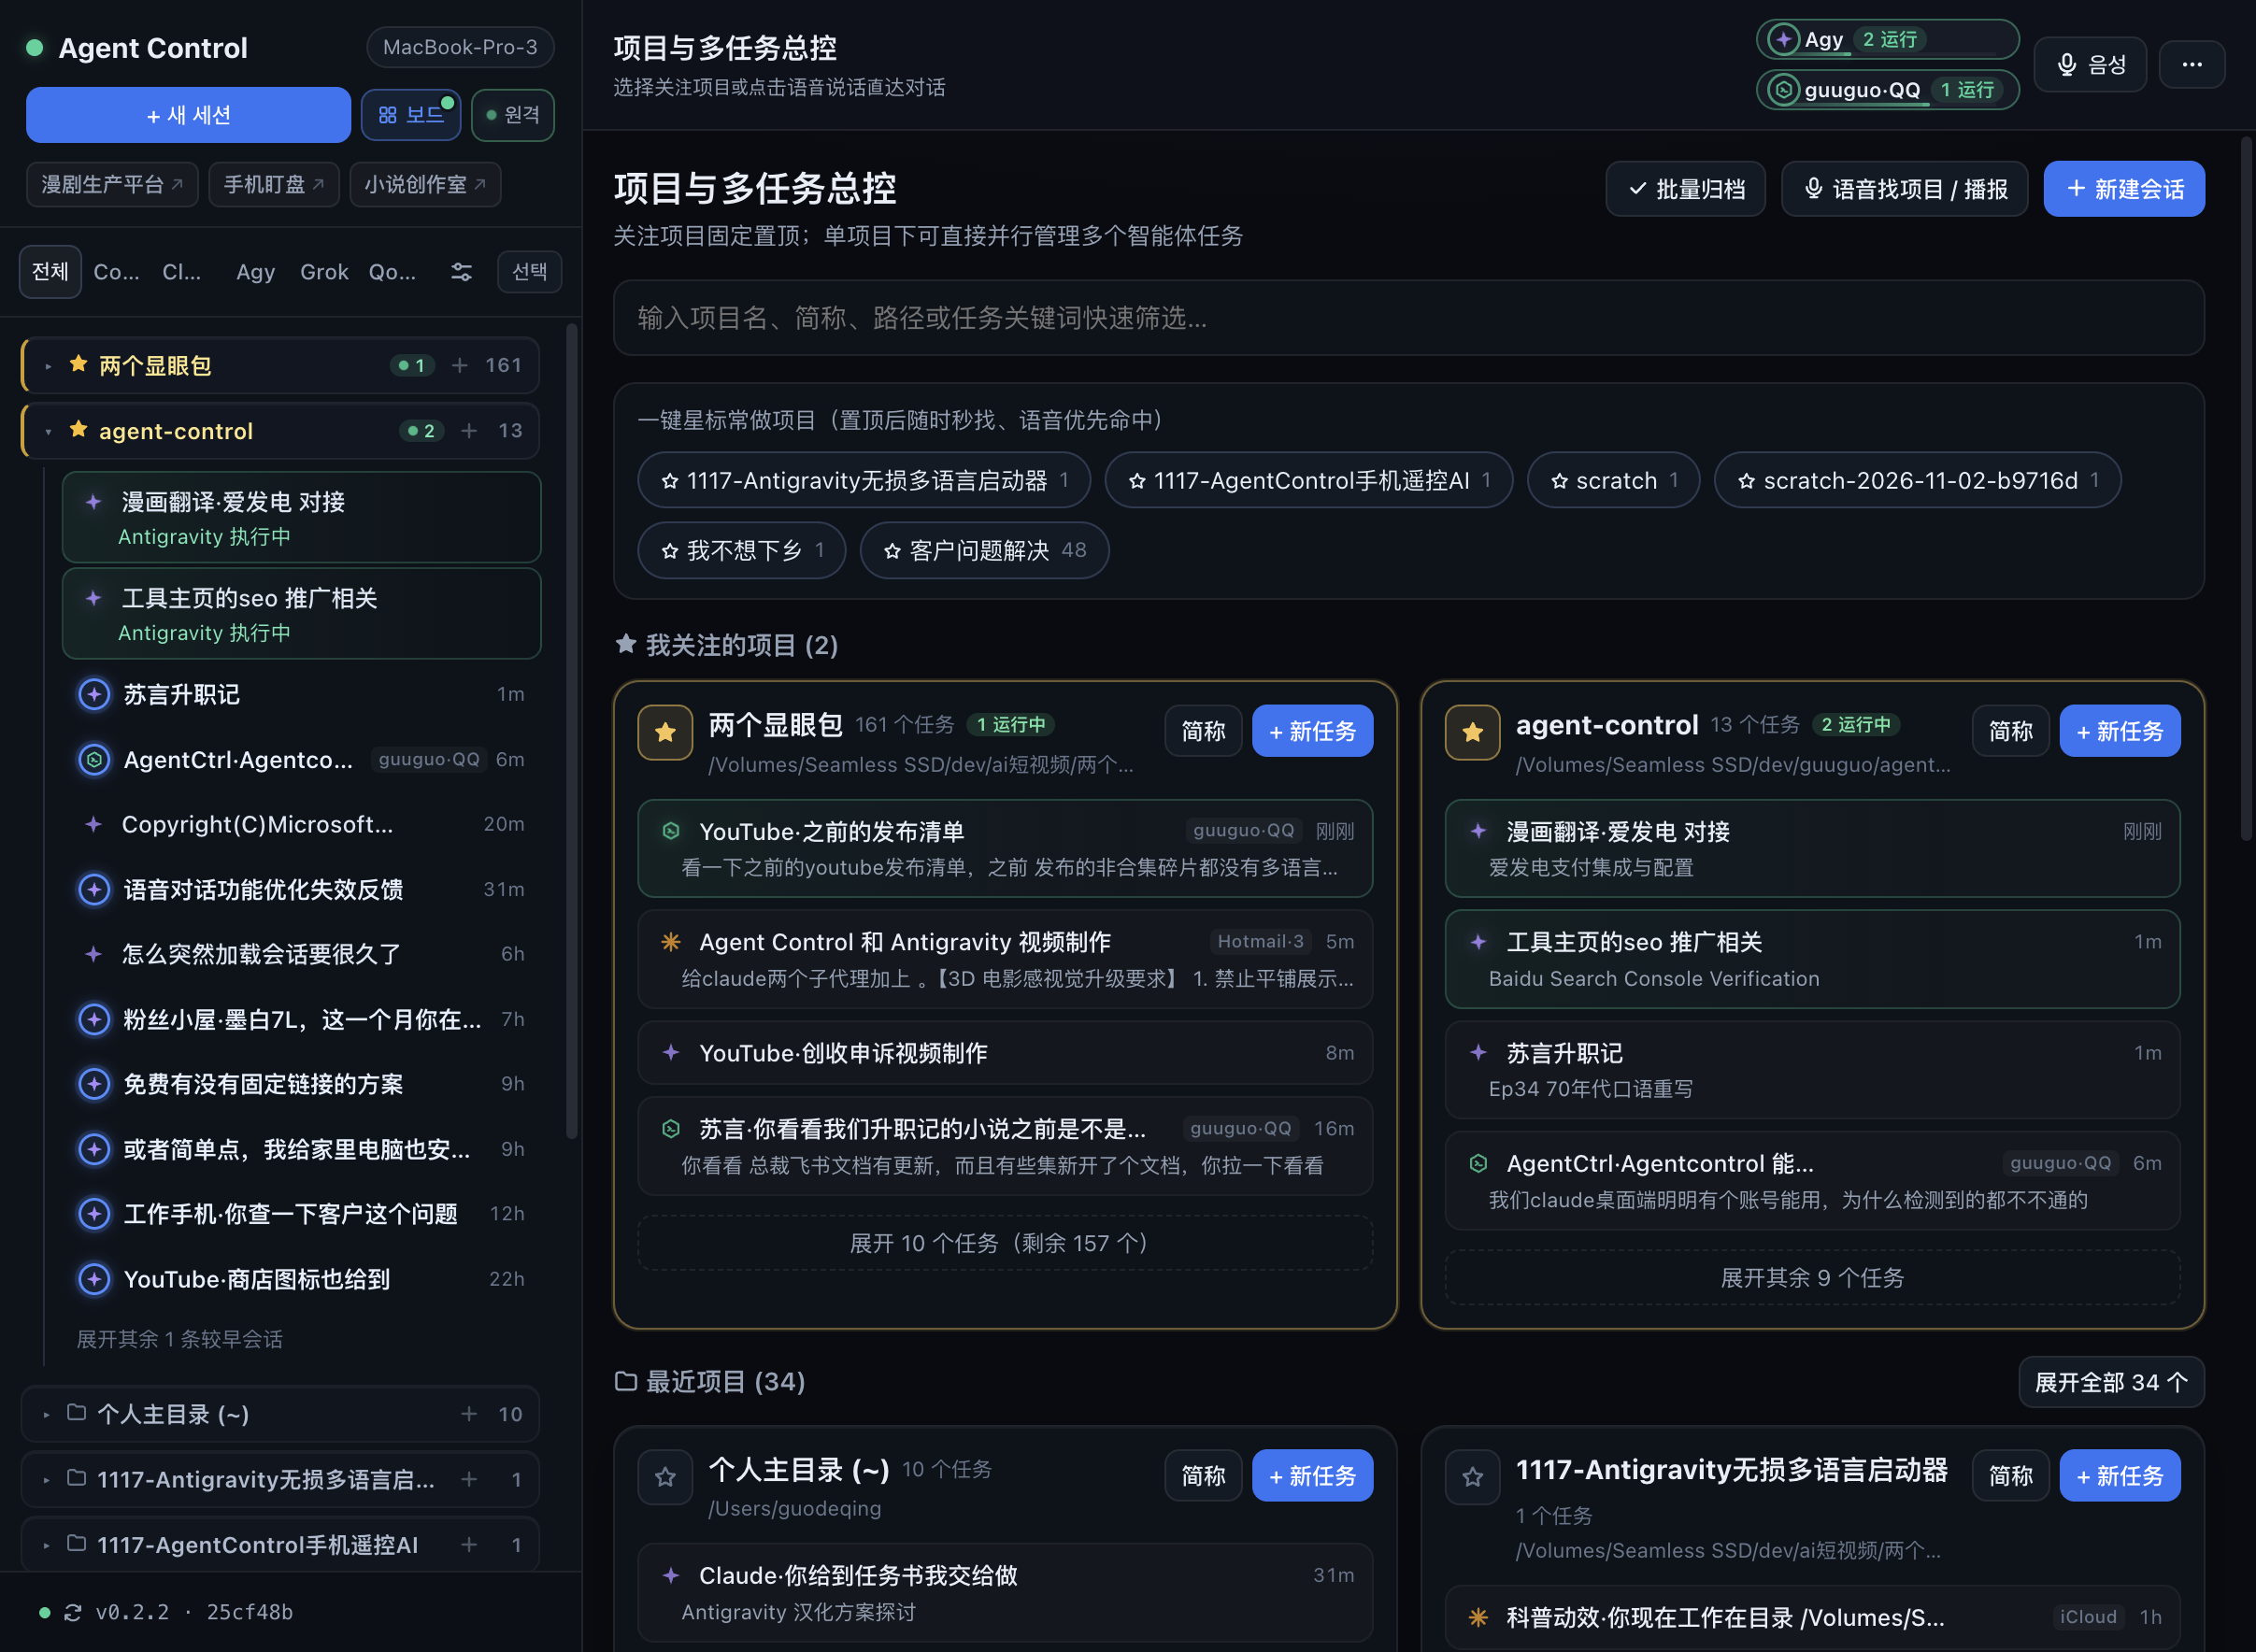 Agent Control
MacBook-Pro-3
+ 새 세션
보드
원격
漫剧生产平台↗
手机盯盘↗
小说创作室↗
전체
Co...
Cl...
Agy
Grok
Qo...
선택
两个显眼包
1
+
161
agent-control
2
+
13
漫画翻译·爱发电 对接
Antigravity 执行中
工具主页的seo 推广相关
Antigravity 执行中
苏言升职记
1m
AgentCtrl·Agentco...
guuguo·QQ
6m
Copyright(C)Microsoft...
20m
语音对话功能优化失效反馈
31m
怎么突然加载会话要很久了
6h
粉丝小屋·墨白7L，这一个月你在...
7h
免费有没有固定链接的方案
9h
或者简单点，我给家里电脑也安...
9h
工作手机·你查一下客户这个问题
12h
YouTube·商店图标也给到
22h
展开其余 1 条较早会话
个人主目录 (~)
+
10
1117-Antigravity无损多语言启...
+
1
1117-AgentControl手机遥控AI
+
1
v0.2.2 · 25cf48b
项目与多任务总控
选择关注项目或点击语音说话直达对话
Agy
2 运行
guuguo·QQ
1 运行
음성
...
项目与多任务总控
关注项目固定置顶；单项目下可直接并行管理多个智能体任务
✓ 批量归档
语音找项目 / 播报
+ 新建会话
输入项目名、简称、路径或任务关键词快速筛选...
一键星标常做项目（置顶后随时秒找、语音优先命中）
1117-Antigravity无损多语言启动器 1
1117-AgentControl手机遥控AI 1
scratch 1
scratch-2026-11-02-b9716d 1
我不想下乡 1
客户问题解决 48
★ 我关注的项目 (2)
两个显眼包
161 个任务
1 运行中
简称
+ 新任务
/Volumes/Seamless SSD/dev/ai短视频/两个...
YouTube·之前的发布清单
guuguo·QQ
刚刚
看一下之前的youtube发布清单，之前 发布的非合集碎片都没有多语言...
Agent Control 和 Antigravity 视频制作
Hotmail·3
5m
给claude两个子代理加上 。【3D 电影感视觉升级要求】 1. 禁止平铺展示...
YouTube·创收申诉视频制作
8m
苏言·你看看我们升职记的小说之前是不是...
guuguo·QQ
16m
你看看 总裁飞书文档有更新，而且有些集新开了个文档，你拉一下看看
展开 10 个任务（剩余 157 个）
agent-control
13 个任务
2 运行中
简称
+ 新任务
/Volumes/Seamless SSD/dev/guuguo/agent...
漫画翻译·爱发电 对接
刚刚
爱发电支付集成与配置
工具主页的seo 推广相关
1m
Baidu Search Console Verification
苏言升职记
1m
Ep34 70年代口语重写
AgentCtrl·Agentcontrol 能...
guuguo·QQ
6m
我们claude桌面端明明有个账号能用，为什么检测到的都不不通的
展开其余 9 个任务
最近项目 (34)
展开全部 34 个
个人主目录 (~)
10 个任务
简称
+ 新任务
/Users/guodeqing
Claude·你给到任务书我交给做
31m
Antigravity 汉化方案探讨
1117-Antigravity无损多语言启动器
简称
+ 新任务
1 个任务
/Volumes/Seamless SSD/dev/ai短视频/两个...
科普动效·你现在工作在目录 /Volumes/S...
iCloud
1h